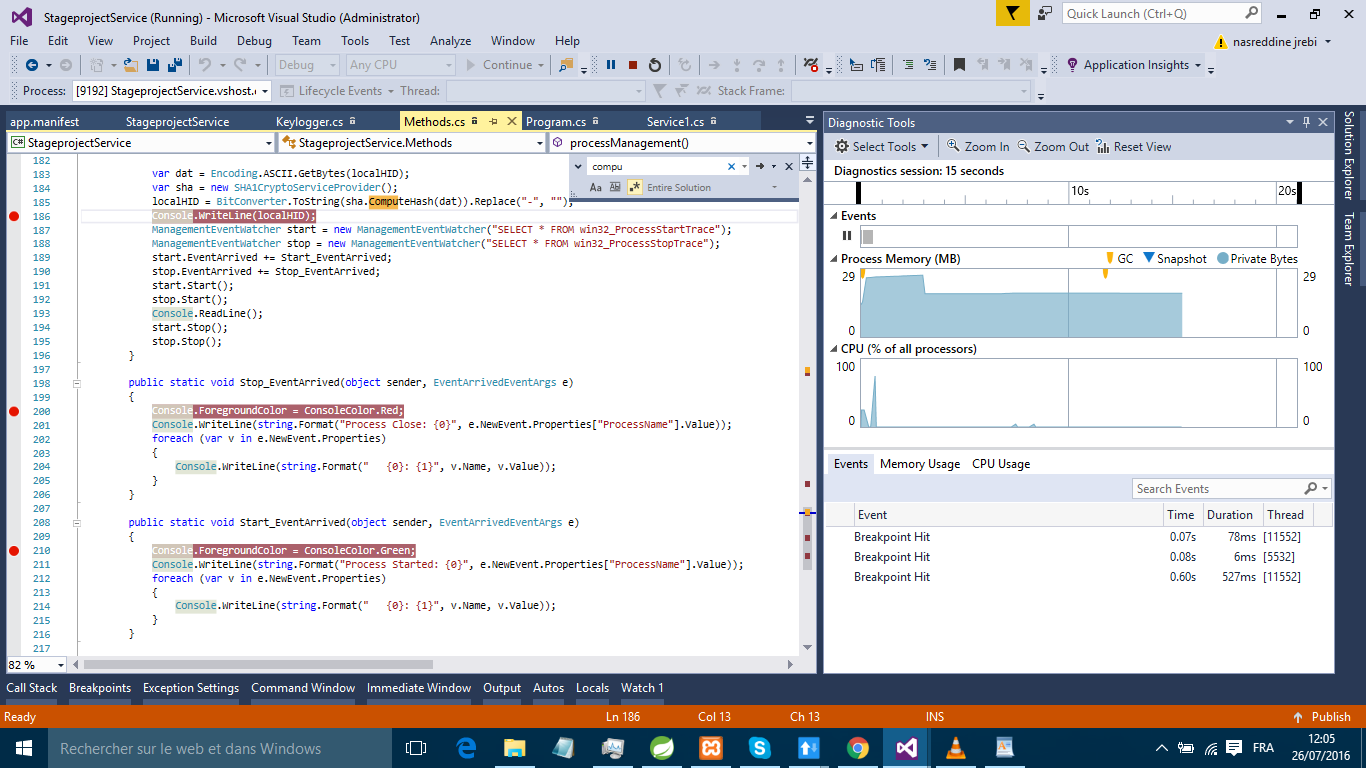 StageprojectService (Running) - Microsoft Visual Studio (Administrator)
Quick Launch (Ctrl+Q)
File Edit View Project Build Debug Team Tools Test Analyze Window Help
nasreddine jrebi
Debug Any CPU Continue Application Insights
Process: [9192] StageprojectService.vshost. Lifecycle Events Thread: Stack Frame:
app.manifest StageprojectService Keylogger.cs Methods.cs Program.cs Service1.cs
StageprojectService StageprojectService.Methods processManagement()
compu
Aa Entire Solution
182
183 var dat = Encoding.ASCII.GetBytes(localHID);
184 var sha = new SHA1CryptoServiceProvider();
185 localHID = BitConverter.ToString(sha.ComputeHash(dat)).Replace("-", "");
186 Console.WriteLine(localHID);
187 ManagementEventWatcher start = new ManagementEventWatcher("SELECT * FROM win32_ProcessStartTrace");
188 ManagementEventWatcher stop = new ManagementEventWatcher("SELECT * FROM win32_ProcessStopTrace");
189 start.EventArrived += Start_EventArrived;
190 stop.EventArrived += Stop_EventArrived;
191 start.Start();
192 stop.Start();
193 Console.ReadLine();
194 start.Stop();
195 stop.Stop();
196 }
197
198 public static void Stop_EventArrived(object sender, EventArrivedEventArgs e)
199 {
200 Console.ForegroundColor = ConsoleColor.Red;
201 Console.WriteLine(string.Format("Process Close: {0}", e.NewEvent.Properties["ProcessName"].Value));
202 foreach (var v in e.NewEvent.Properties)
203 {
204 Console.WriteLine(string.Format("   {0}: {1}", v.Name, v.Value));
205 }
206 }
207
208 public static void Start_EventArrived(object sender, EventArrivedEventArgs e)
209 {
210 Console.ForegroundColor = ConsoleColor.Green;
211 Console.WriteLine(string.Format("Process Started: {0}", e.NewEvent.Properties["ProcessName"].Value));
212 foreach (var v in e.NewEvent.Properties)
213 {
214 Console.WriteLine(string.Format("   {0}: {1}", v.Name, v.Value));
215 }
216 }
217
82 %
Diagnostic Tools
Select Tools Zoom In Zoom Out Reset View
Diagnostics session: 15 seconds
10s 20s
Events
Process Memory (MB) GC Snapshot Private Bytes
29 29
0 0
CPU (% of all processors)
100 100
0 0
Events Memory Usage CPU Usage
Search Events
Event Time Duration Thread
Breakpoint Hit 0.07s 78ms [11552]
Breakpoint Hit 0.08s 6ms [5532]
Breakpoint Hit 0.60s 527ms [11552]
Solution Explorer
Team Explorer
Call Stack Breakpoints Exception Settings Command Window Immediate Window Output Autos Locals Watch 1
Ready Ln 186 Col 13 Ch 13 INS Publish
Rechercher sur le web et dans Windows
FRA
12:05
26/07/2016